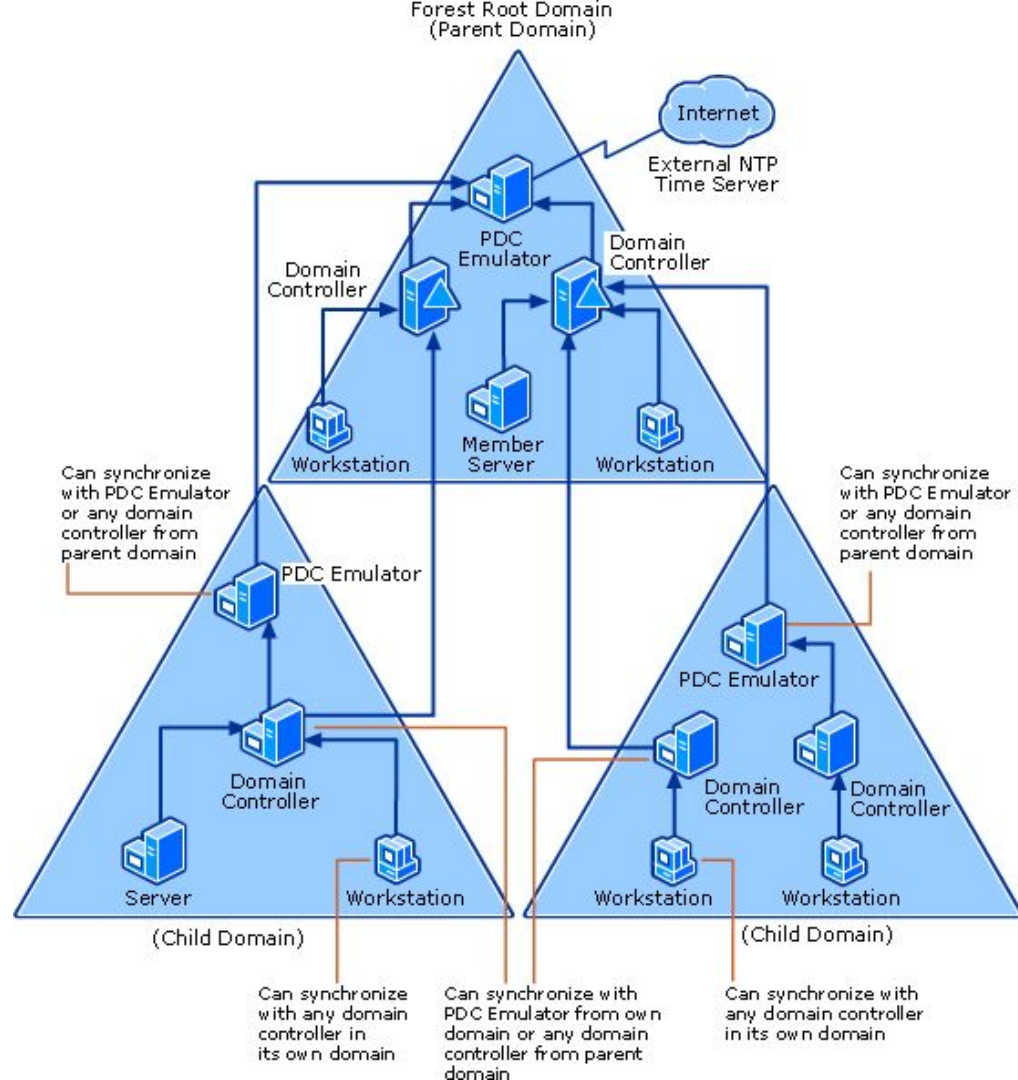 Forest Root Domain
(Parent Domain)
Internet
External NTP
Time Server
PDC
Emulator
Domain
Controller
Domain
Controller
Workstation
Member
Server
Workstation
Can synchronize
with PDC Emulator
or any domain
controller from
parent domain
Can synchronize
with PDC Emulator
or any domain
controller from
parent domain
PDC Emulator
PDC Emulator
Domain
Controller
Domain
Controller
Domain
Controller
Server
Workstation
Workstation
Workstation
(Child Domain)
(Child Domain)
Can synchronize
with any domain
controller in
its own domain
Can synchronize with
PDC Emulator from own
domain or any domain
controller from parent
domain
Can synchronize with
any domain controller
in its own domain